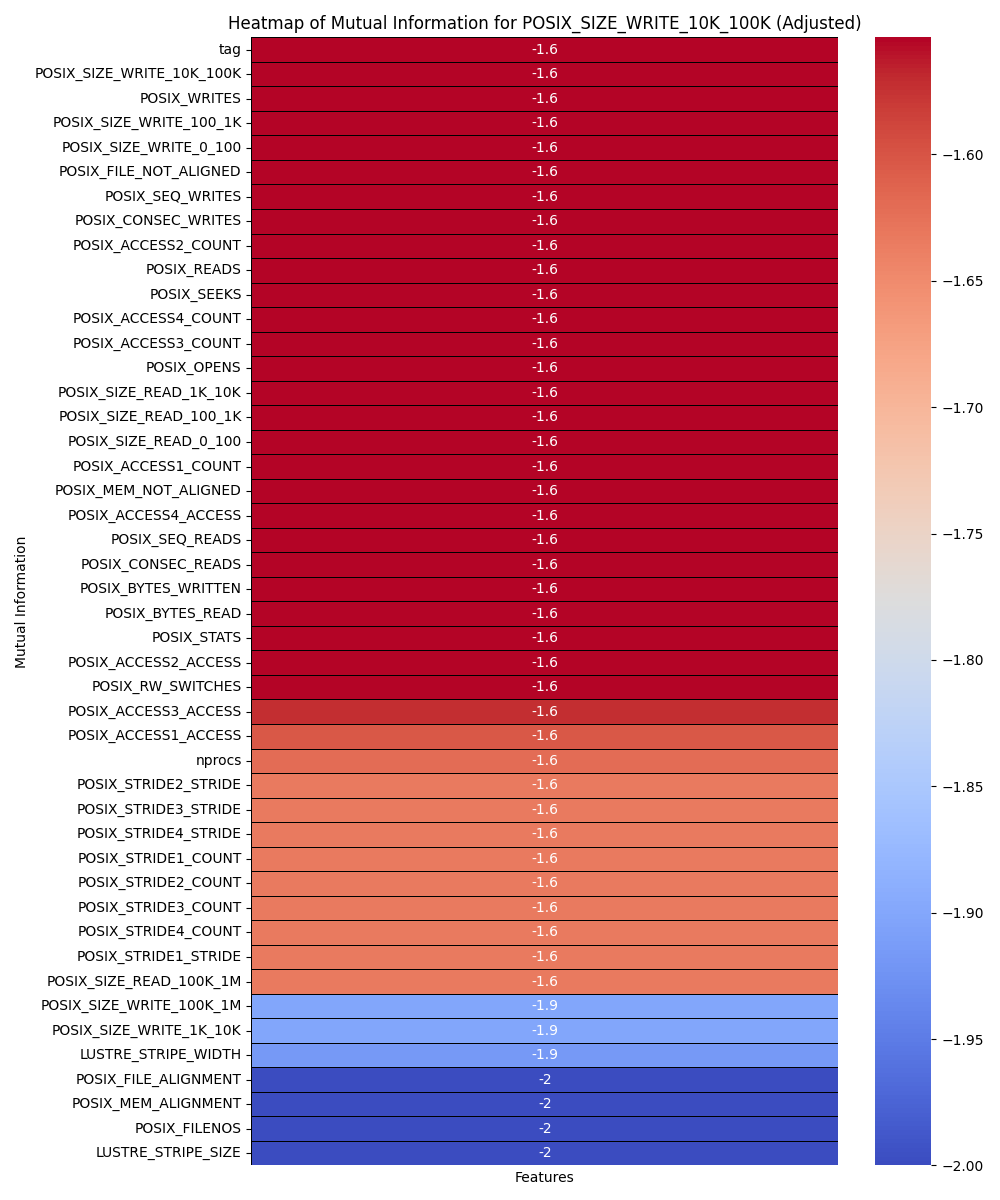 Heatmap of Mutual Information for POSIX_SIZE_WRITE_10K_100K (Adjusted)
tag -1.6
POSIX_SIZE_WRITE_10K_100K -1.6
POSIX_WRITES -1.6
POSIX_SIZE_WRITE_100_1K -1.6
POSIX_SIZE_WRITE_0_100 -1.6
POSIX_FILE_NOT_ALIGNED -1.6
POSIX_SEQ_WRITES -1.6
POSIX_CONSEC_WRITES -1.6
POSIX_ACCESS2_COUNT -1.6
POSIX_READS -1.6
POSIX_SEEKS -1.6
POSIX_ACCESS4_COUNT -1.6
POSIX_ACCESS3_COUNT -1.6
POSIX_OPENS -1.6
POSIX_SIZE_READ_1K_10K -1.6
POSIX_SIZE_READ_100_1K -1.6
POSIX_SIZE_READ_0_100 -1.6
POSIX_ACCESS1_COUNT -1.6
POSIX_MEM_NOT_ALIGNED -1.6
POSIX_ACCESS4_ACCESS -1.6
POSIX_SEQ_READS -1.6
POSIX_CONSEC_READS -1.6
POSIX_BYTES_WRITTEN -1.6
POSIX_BYTES_READ -1.6
POSIX_STATS -1.6
POSIX_ACCESS2_ACCESS -1.6
POSIX_RW_SWITCHES -1.6
POSIX_ACCESS3_ACCESS -1.6
POSIX_ACCESS1_ACCESS -1.6
nprocs -1.6
POSIX_STRIDE2_STRIDE -1.6
POSIX_STRIDE3_STRIDE -1.6
POSIX_STRIDE4_STRIDE -1.6
POSIX_STRIDE1_COUNT -1.6
POSIX_STRIDE2_COUNT -1.6
POSIX_STRIDE3_COUNT -1.6
POSIX_STRIDE4_COUNT -1.6
POSIX_STRIDE1_STRIDE -1.6
POSIX_SIZE_READ_100K_1M -1.6
POSIX_SIZE_WRITE_100K_1M -1.9
POSIX_SIZE_WRITE_1K_10K -1.9
LUSTRE_STRIPE_WIDTH -1.9
POSIX_FILE_ALIGNMENT -2
POSIX_MEM_ALIGNMENT -2
POSIX_FILENOS -2
LUSTRE_STRIPE_SIZE -2
Mutual Information
Features
−1.60
−1.65
−1.70
−1.75
−1.80
−1.85
−1.90
−1.95
−2.00